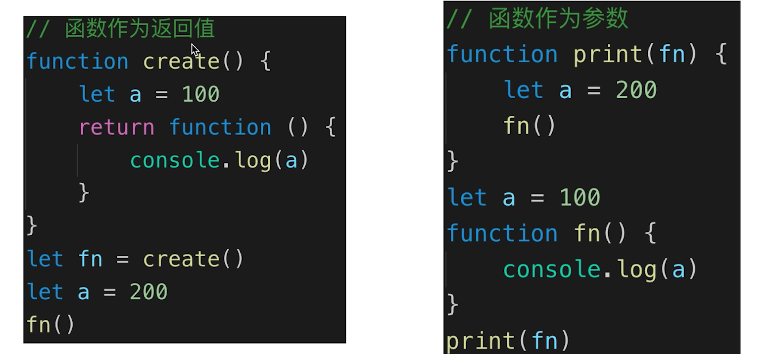 // 函数作为返回值
function create() {
    let a = 100
    return function () {
        console.log(a)
    }
}
let fn = create()
let a = 200
fn()
// 函数作为参数
function print(fn) {
    let a = 200
    fn()
}
let a = 100
function fn() {
    console.log(a)
}
print(fn)